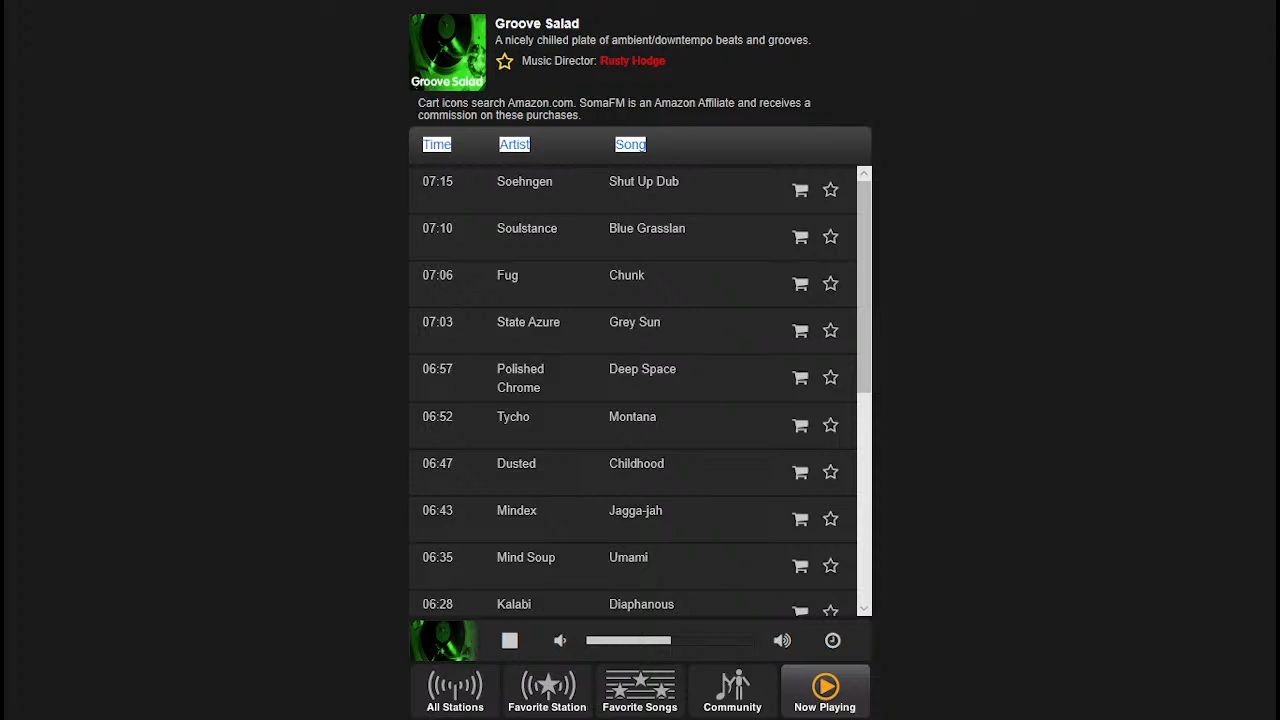 Groove Salad
A nicely chilled plate of ambient/downtempo beats and grooves.
Music Director: Rusty Hodge
Groove Salad
Cart icons search Amazon.com. SomaFM is an Amazon Affiliate and receives a
commission on these purchases.
Time Artist Song
07:15 Soehngen Shut Up Dub
07:10 Soulstance Blue Grasslan
07:06 Fug Chunk
07:03 State Azure Grey Sun
06:57 Polished Deep Space
Chrome
06:52 Tycho Montana
06:47 Dusted Childhood
06:43 Mindex Jagga-jah
06:35 Mind Soup Umami
06:28 Kalabi Diaphanous
All Stations Favorite Station Favorite Songs Community Now Playing